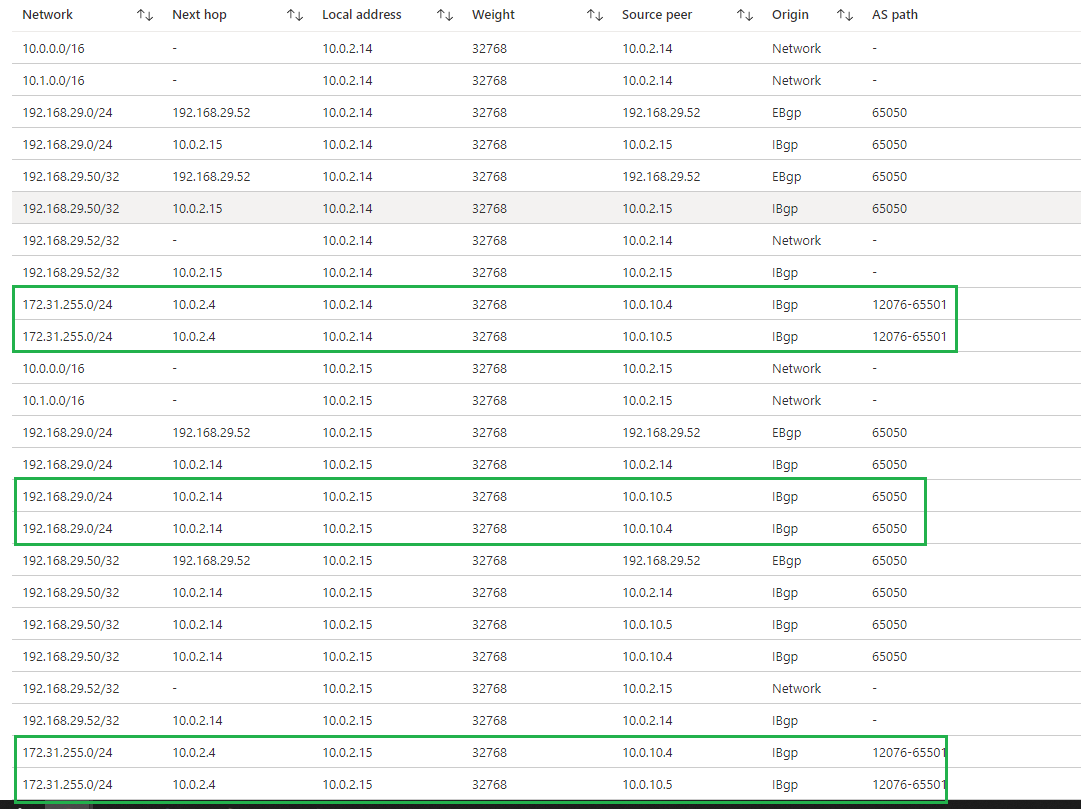 Network Next hop Local address Weight Source peer Origin AS path
10.0.0.0/16 - 10.0.2.14 32768 10.0.2.14 Network -
10.1.0.0/16 - 10.0.2.14 32768 10.0.2.14 Network -
192.168.29.0/24 192.168.29.52 10.0.2.14 32768 192.168.29.52 EBgp 65050
192.168.29.0/24 10.0.2.15 10.0.2.14 32768 10.0.2.15 IBgp 65050
192.168.29.50/32 192.168.29.52 10.0.2.14 32768 192.168.29.52 EBgp 65050
192.168.29.50/32 10.0.2.15 10.0.2.14 32768 10.0.2.15 IBgp 65050
192.168.29.52/32 - 10.0.2.14 32768 10.0.2.14 Network -
192.168.29.52/32 10.0.2.15 10.0.2.14 32768 10.0.2.15 IBgp -
172.31.255.0/24 10.0.2.4 10.0.2.14 32768 10.0.10.4 IBgp 12076-65501
172.31.255.0/24 10.0.2.4 10.0.2.14 32768 10.0.10.5 IBgp 12076-65501
10.0.0.0/16 - 10.0.2.15 32768 10.0.2.15 Network -
10.1.0.0/16 - 10.0.2.15 32768 10.0.2.15 Network -
192.168.29.0/24 192.168.29.52 10.0.2.15 32768 192.168.29.52 EBgp 65050
192.168.29.0/24 10.0.2.14 10.0.2.15 32768 10.0.2.14 IBgp 65050
192.168.29.0/24 10.0.2.14 10.0.2.15 32768 10.0.10.5 IBgp 65050
192.168.29.0/24 10.0.2.14 10.0.2.15 32768 10.0.10.4 IBgp 65050
192.168.29.50/32 192.168.29.52 10.0.2.15 32768 192.168.29.52 EBgp 65050
192.168.29.50/32 10.0.2.14 10.0.2.15 32768 10.0.2.14 IBgp 65050
192.168.29.50/32 10.0.2.14 10.0.2.15 32768 10.0.10.5 IBgp 65050
192.168.29.50/32 10.0.2.14 10.0.2.15 32768 10.0.10.4 IBgp 65050
192.168.29.52/32 - 10.0.2.15 32768 10.0.2.15 Network -
192.168.29.52/32 10.0.2.14 10.0.2.15 32768 10.0.2.14 IBgp -
172.31.255.0/24 10.0.2.4 10.0.2.15 32768 10.0.10.4 IBgp 12076-65501
172.31.255.0/24 10.0.2.4 10.0.2.15 32768 10.0.10.5 IBgp 12076-65501